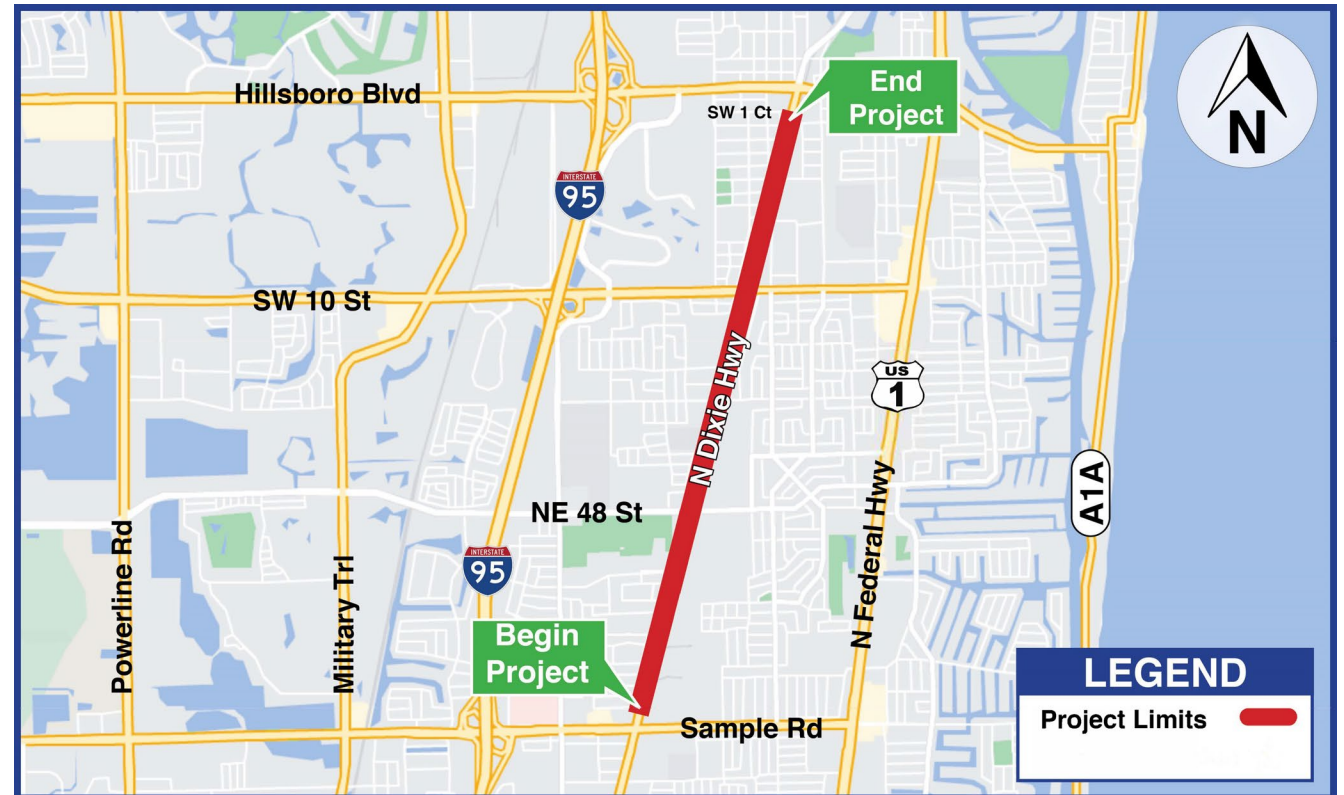 Hillsboro Blvd
End
Project
SW 1 Ct
N
INTERSTATE
95
SW 10 St
N Dixie Hwy
US
1
A1A
NE 48 St
INTERSTATE
95
Powerline Rd
Military Trl
N Federal Hwy
Begin
Project
Sample Rd
LEGEND
Project Limits